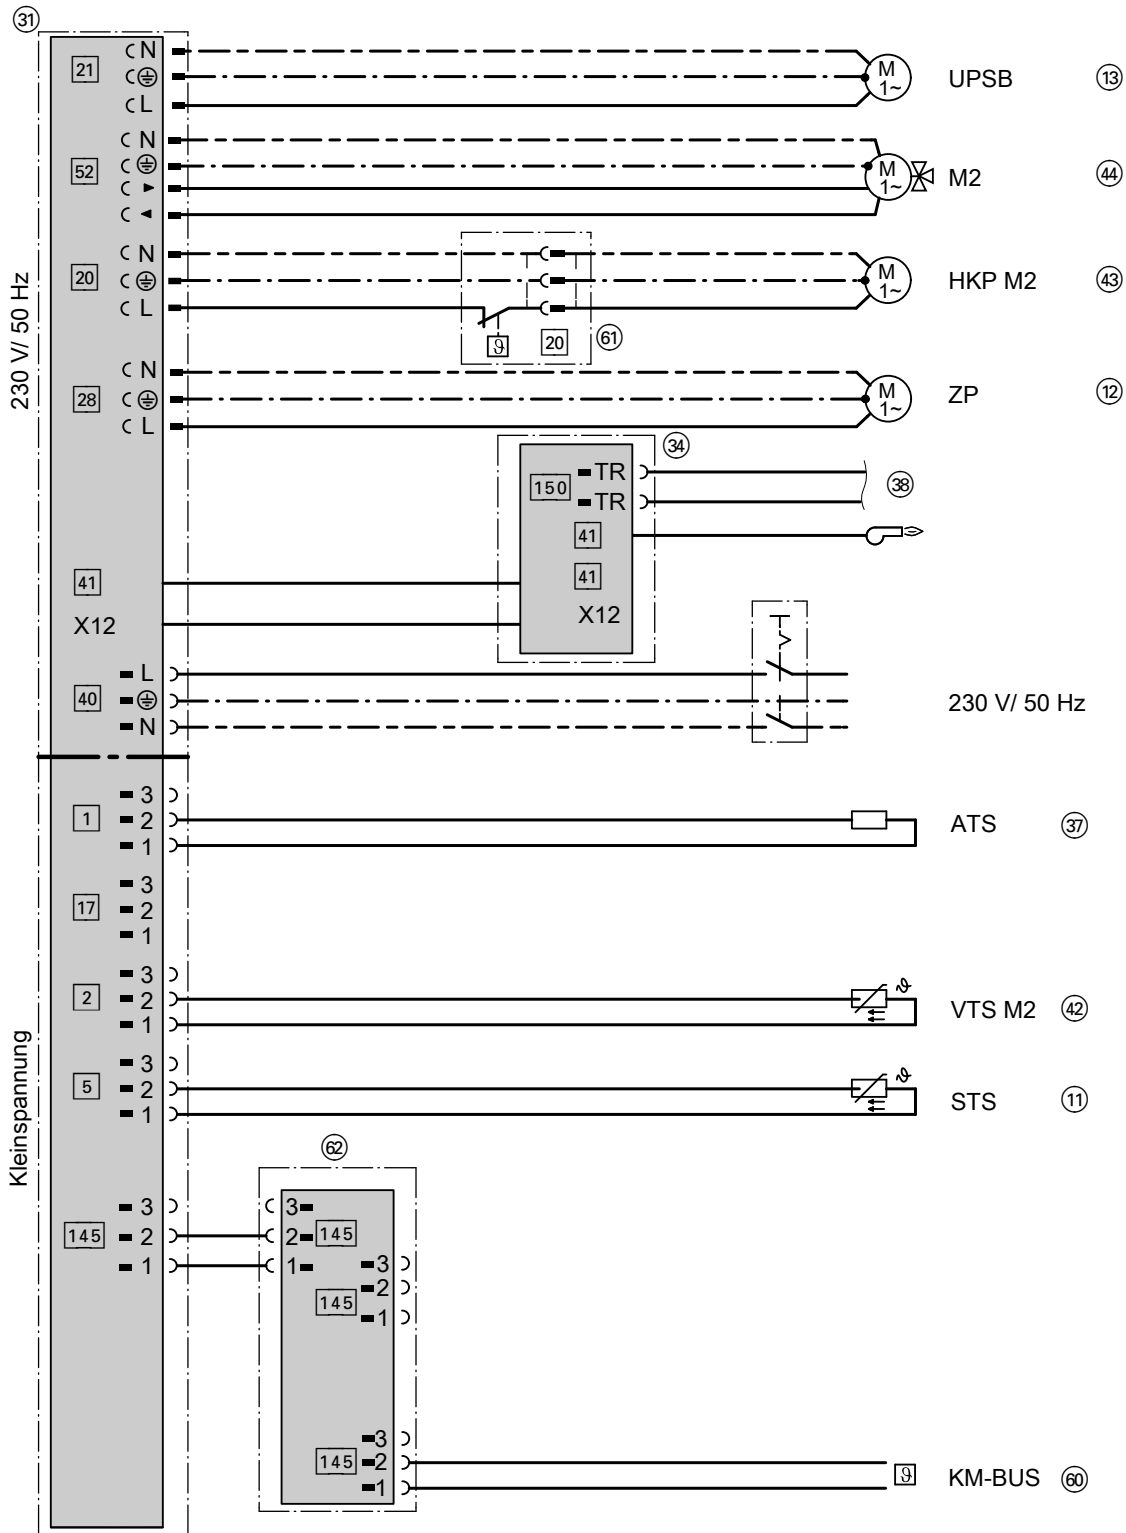 31
230 V/ 50 Hz
21
N
L
M
1~
UPSB
13
52
N
M
1~
M2
44
20
N
L
ϑ
20
61
M
1~
HKP M2
43
28
N
L
M
1~
ZP
12
34
150
TR
TR
38
41
41
X12
41
X12
40
L
N
230 V/ 50 Hz
Kleinspannung
1
3
2
1
ATS
37
17
3
2
1
2
3
2
1
ϑ
VTS M2
42
5
3
2
1
ϑ
STS
11
62
145
3
2
1
3
2
1
145
145
3
2
1
145
3
2
1
ϑ
KM-BUS
60